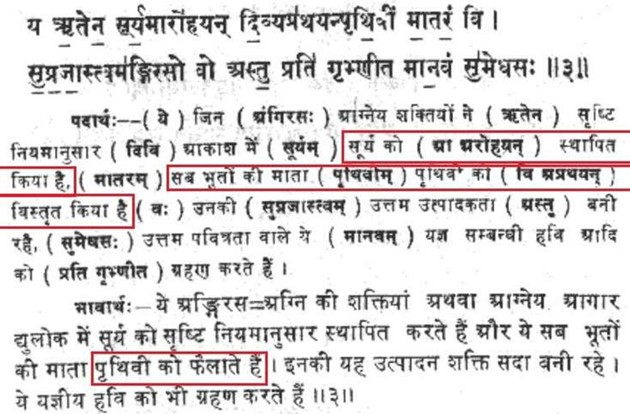 य ऋतेन सूर्यमारोहयन् दिव्यप्रथयन्पृथिवीं मातरं वि ।
सुप्रजास्त्वमङ्गिरसो वो अस्तु प्रति गृभ्णीत मानवं सुमेधसः ॥३॥
पदार्थः—( ये ) जिन ( अंगिरसः ) आग्नेय शक्तियों ने ( ऋतेन ) सृष्टि
नियमानुसार ( दिवि ) आकाश में ( सूर्यम् ) सूर्य को ( आ अरोहयन् ) स्थापित
किया है, ( मातरम् ) सब भूतों की माता ( पृथिवीम् ) पृथिवी को ( वि अप्रथयन् )
विस्तृत किया है ( वः ) उनकी ( सुप्रजास्त्वम् ) उत्तम उत्पादकता ( अस्तु ) बनी
रहै, ( सुमेधसः ) उत्तम पवित्रता वाले ये ( मानवम् ) यज्ञ सम्बन्धी हवि आदि
को ( प्रति गृभ्णीत ) ग्रहण करते हैं ।
भावार्थः—ये अङ्गिरस=अग्नि की शक्तियां अथवा आग्नेय आगार
द्युलोक में सूर्य को सृष्टि नियमानुसार स्थापित करते हैं और ये सब भूतों
की माता पृथिवी को फैलाते हैं । इनकी यह उत्पादन शक्ति सदा बनी रहे ।
ये यज्ञीय हवि को भी ग्रहण करते हैं ॥३॥